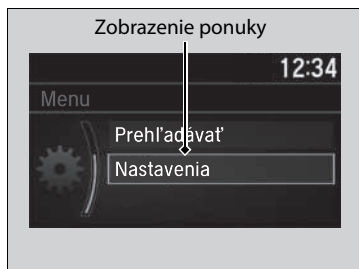 Zobrazenie ponuky
12:34
Menu
Prehľadávať
Nastavenia